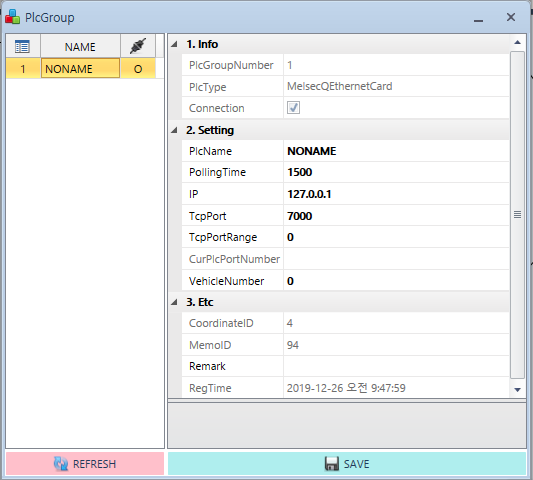 PlcGroup
NAME
1 NONAME O
1. Info
PlcGroupNumber 1
PlcType MelsecQEthernetCard
Connection
2. Setting
PlcName NONAME
PollingTime 1500
IP 127.0.0.1
TcpPort 7000
TcpPortRange 0
CurPlcPortNumber
VehicleNumber 0
3. Etc
CoordinateID 4
MemoID 94
Remark
RegTime 2019-12-26 오전 9:47:59
REFRESH
SAVE